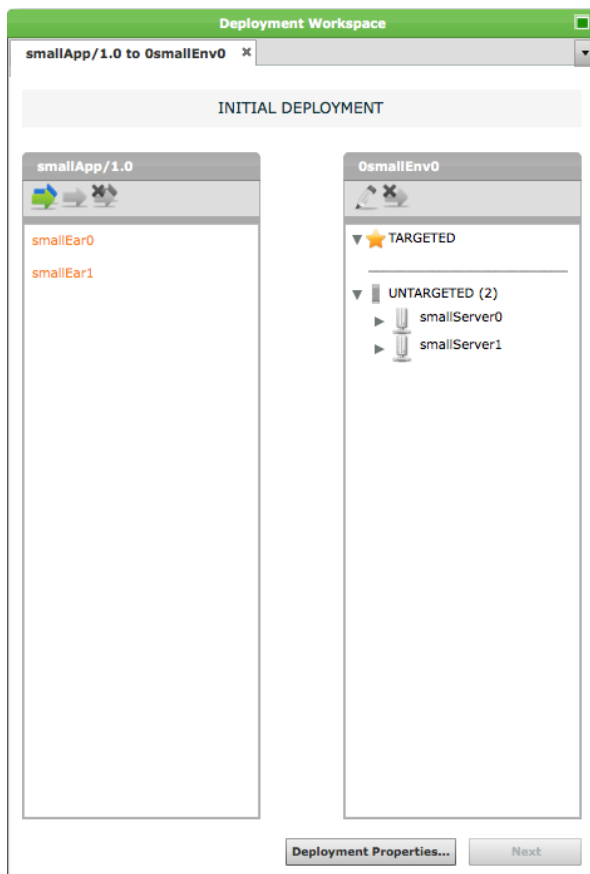 Deployment Workspace
smallApp/1.0 to 0smallEnv0
INITIAL DEPLOYMENT
smallApp/1.0
smallEar0
smallEar1
0smallEnv0
TARGETED
UNTARGETED (2)
smallServer0
smallServer1
Deployment Properties... Next